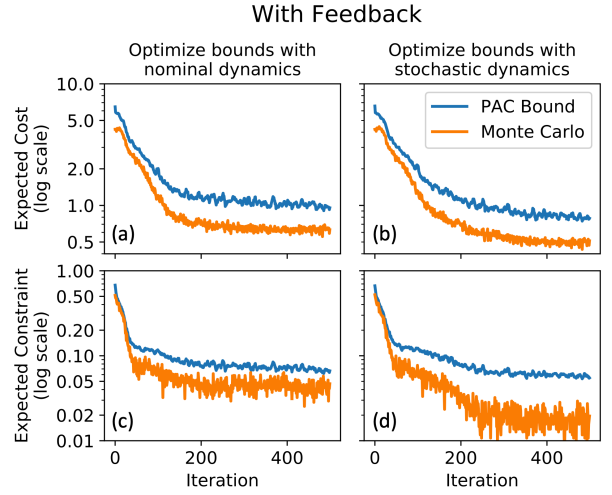 With Feedback
Optimize bounds with
nominal dynamics
Optimize bounds with
stochastic dynamics
Expected Cost
(log scale)
10.0
5.0
2.0
1.0
0.5
(a)
PAC Bound
Monte Carlo
(b)
Expected Constraint
(log scale)
1.00
0.50
0.20
0.10
0.05
0.02
0.01
(c)
(d)
0
200
400
0
200
400
Iteration
Iteration